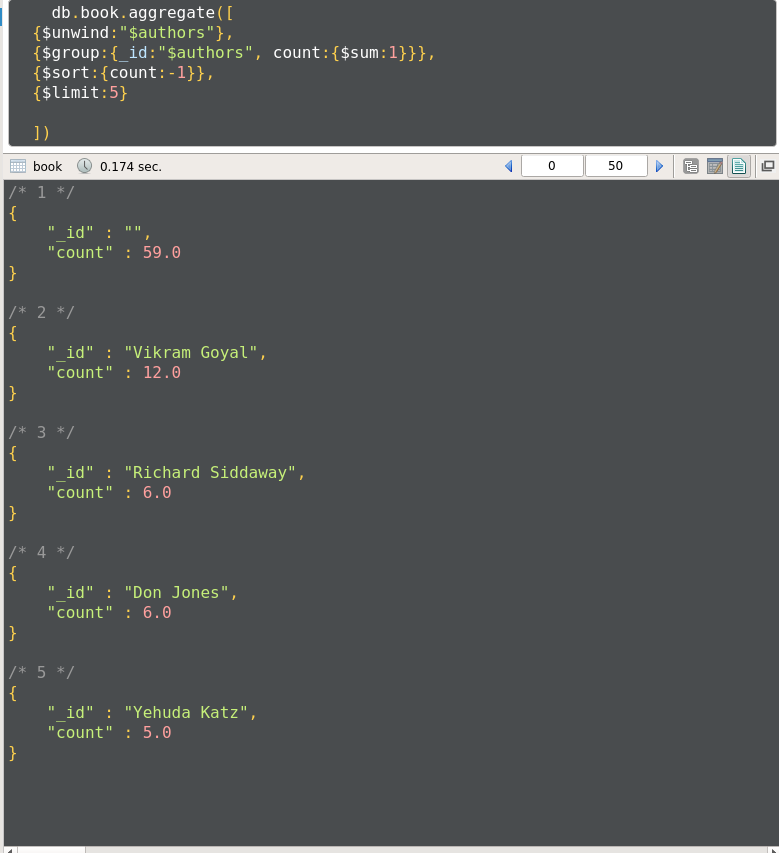 db.book.aggregate([
{$unwind:"$authors"},
{$group:{_id:"$authors", count:{$sum:1}}},
{$sort:{count:-1}},
{$limit:5}
])
book 0.174 sec. 0 50
/* 1 */
{
"_id" : "",
"count" : 59.0
}
/* 2 */
{
"_id" : "Vikram Goyal",
"count" : 12.0
}
/* 3 */
{
"_id" : "Richard Siddaway",
"count" : 6.0
}
/* 4 */
{
"_id" : "Don Jones",
"count" : 6.0
}
/* 5 */
{
"_id" : "Yehuda Katz",
"count" : 5.0
}